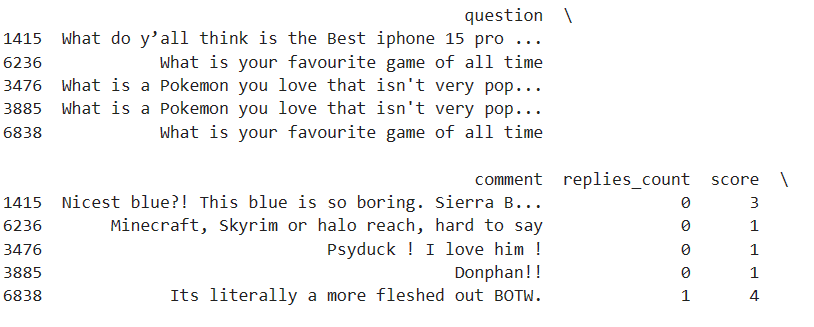 question \
1415 What do y’all think is the Best iphone 15 pro ...
6236 What is your favourite game of all time
3476 What is a Pokemon you love that isn't very pop...
3885 What is a Pokemon you love that isn't very pop...
6838 What is your favourite game of all time
comment replies_count score \
1415 Nicest blue?! This blue is so boring. Sierra B... 0 3
6236 Minecraft, Skyrim or halo reach, hard to say 0 1
3476 Psyduck ! I love him ! 0 1
3885 Donphan!! 0 1
6838 Its literally a more fleshed out BOTW. 1 4